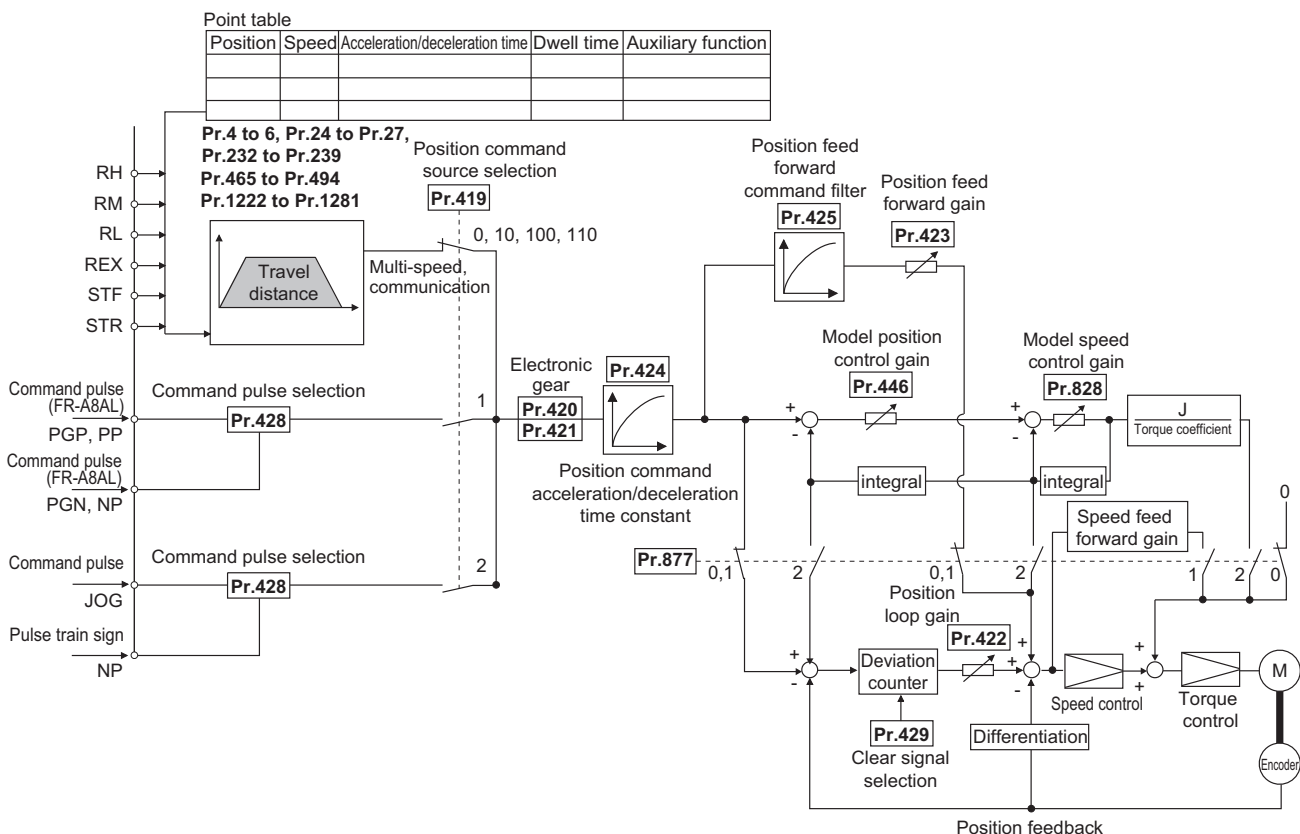 Point table
Position Speed Acceleration/deceleration time Dwell time Auxiliary function
Pr.4 to 6, Pr.24 to Pr.27,
Pr.232 to Pr.239
Pr.465 to Pr.494
Pr.1222 to Pr.1281
RH
RM
RL
REX
STF
STR
Travel
distance
Position command
source selection
Pr.419
0, 10, 100, 110
Multi-speed,
communication
Position feed
forward
command filter
Pr.425
Position feed
forward gain
Pr.423
Command pulse
(FR-A8AL)
PGP, PP
Command pulse selection
Pr.428
1
Command pulse
(FR-A8AL)
PGN, NP
Electronic
gear
Pr.420
Pr.421
Pr.424
Position command
acceleration/deceleration
time constant
Model position
control gain
Pr.446
Model speed
control gain
Pr.828
+
-
+
-
J
Torque coefficient
integral
integral
Speed feed
forward gain
0
Command pulse
JOG
Command pulse selection
Pr.428
2
Pulse train sign
NP
Pr.877
0,1
2
0,1
2
1
2
0
Position
loop gain
Pr.422
+
-
Deviation
counter
+
+
-
Speed control
+
+
Torque
control
M
Pr.429
Clear signal
selection
Differentiation
Encoder
Position feedback